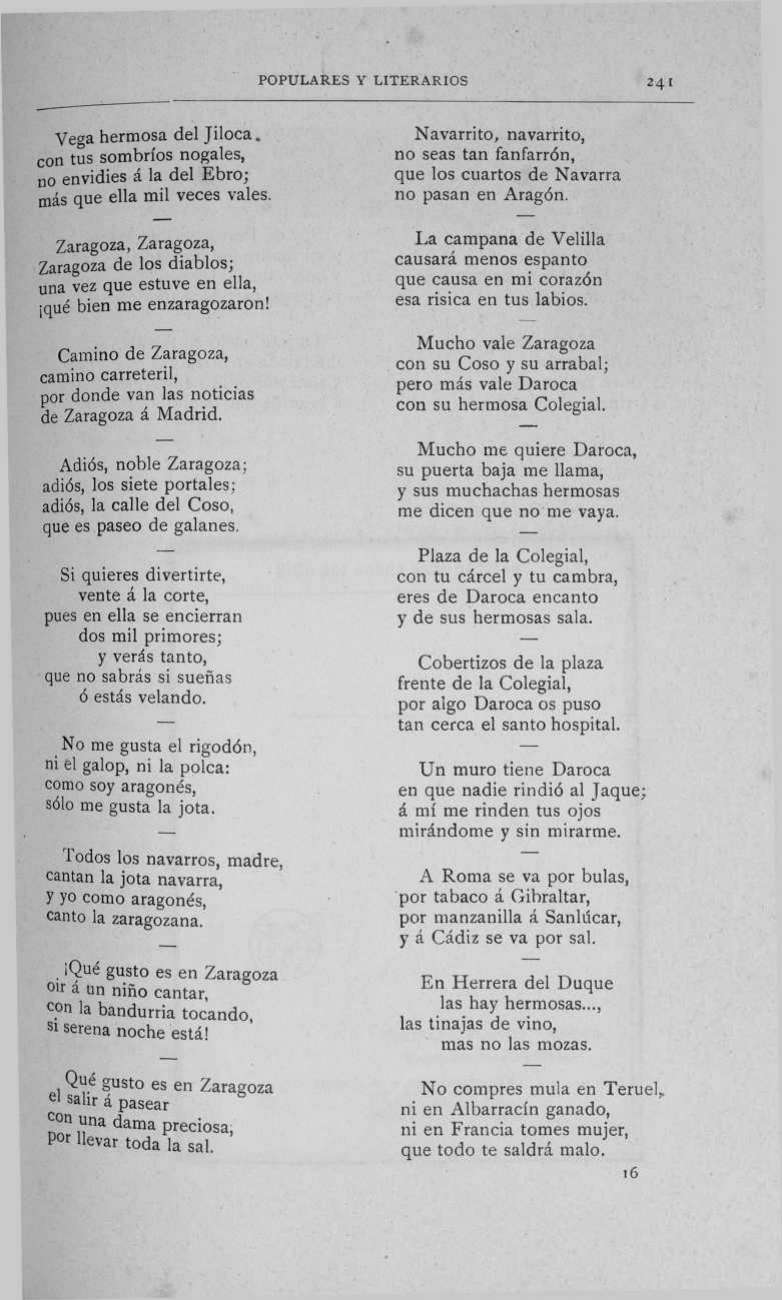 POPULARES Y LITERARIOS 241
Vega hermosa del Jiloca,
con tus sombríos nogales,
no envidies á la del Ebro;
más que ella mil veces vales.
—
Zaragoza, Zaragoza,
Zaragoza de los diablos;
una vez que estuve en ella,
¡qué bien me enzaragozaron!
—
Camino de Zaragoza,
camino carreteril,
por donde van las noticias
de Zaragoza á Madrid.
—
Adiós, noble Zaragoza;
adiós, los siete portales;
adiós, la calle del Coso,
que es paseo de galanes.
—
Si quieres divertirte,
vente á la corte,
pues en ella se encierran
dos mil primores;
y verás tanto,
que no sabrás si sueñas
ó estás velando.
—
No me gusta el rigodón,
ni el galop, ni la polca:
como soy aragonés,
sólo me gusta la jota.
—
Todos los navarros, madre,
cantan la jota navarra,
y yo como aragonés,
canto la zaragozana.
—
¡Qué gusto es en Zaragoza
oir á un niño cantar,
con la bandurria tocando,
si serena noche está!
—
Qué gusto es en Zaragoza
el salir á pasear
con una dama preciosa,
por llevar toda la sal.
Navarrito, navarrito,
no seas tan fanfarrón,
que los cuartos de Navarra
no pasan en Aragón.
—
La campana de Velilla
causará menos espanto
que causa en mi corazón
esa risica en tus labios.
—
Mucho vale Zaragoza
con su Coso y su arrabal;
pero más vale Daroca
con su hermosa Colegial.
—
Mucho me quiere Daroca,
su puerta baja me llama,
y sus muchachas hermosas
me dicen que no me vaya.
—
Plaza de la Colegial,
con tu cárcel y tu cambra,
eres de Daroca encanto
y de sus hermosas sala.
—
Cobertizos de la plaza
frente de la Colegial,
por algo Daroca os puso
tan cerca el santo hospital.
—
Un muro tiene Daroca
en que nadie rindió al Jaque;
á mí me rinden tus ojos
mirándome y sin mirarme.
—
A Roma se va por bulas,
por tabaco á Gibraltar,
por manzanilla á Sanlúcar,
y á Cádiz se va por sal.
—
En Herrera del Duque
las hay hermosas...,
las tinajas de vino,
mas no las mozas.
—
No compres mula en Teruel,
ni en Albarracín ganado,
ni en Francia tomes mujer,
que todo te saldrá malo.
16